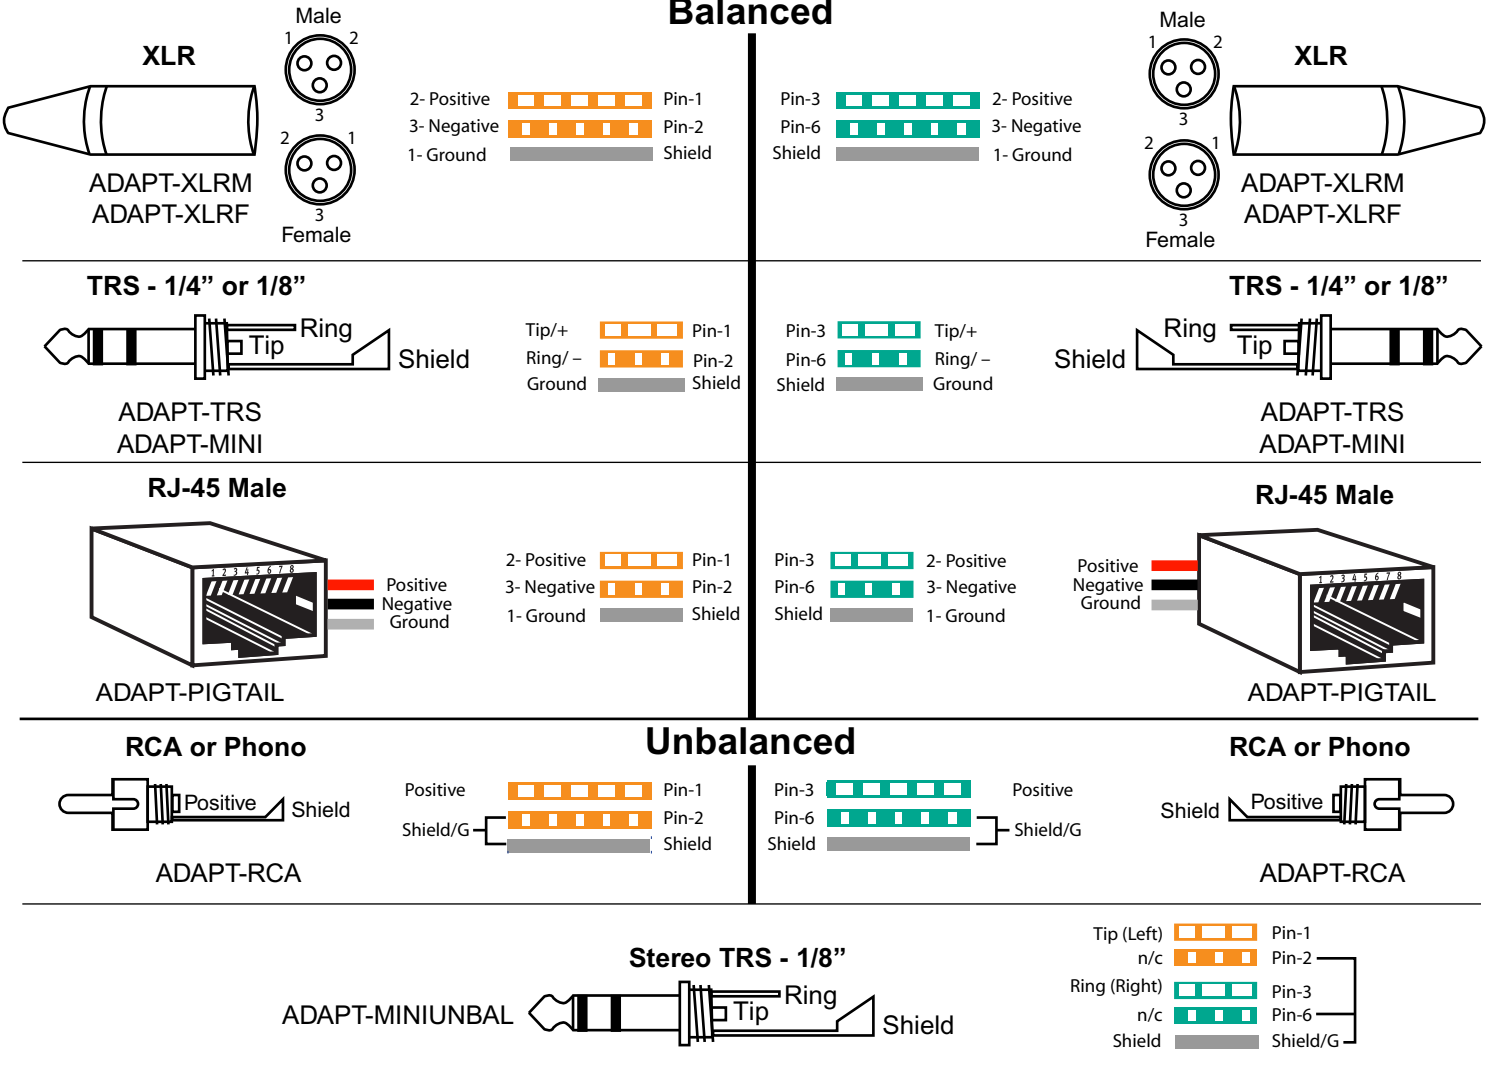 Balanced
Male
1 2
3
XLR
2- Positive Pin-1
3- Negative Pin-2
1- Ground Shield
2 1
3
Female
ADAPT-XLRM
ADAPT-XLRF
Male
1 2
3
XLR
Pin-3 2- Positive
Pin-6 3- Negative
Shield 1- Ground
2 1
3
Female
ADAPT-XLRM
ADAPT-XLRF
TRS - 1/4” or 1/8”
Ring
Tip
Shield
Tip/+ Pin-1
Ring/ – Pin-2
Ground Shield
ADAPT-TRS
ADAPT-MINI
TRS - 1/4” or 1/8”
Pin-3 Tip/+
Pin-6 Ring/ –
Shield Ground
Ring
Tip
Shield
ADAPT-TRS
ADAPT-MINI
RJ-45 Male
1 2 3 4 5 6 7 8
Positive
Negative
Ground
2- Positive Pin-1
3- Negative Pin-2
1- Ground Shield
ADAPT-PIGTAIL
RJ-45 Male
Pin-3 2- Positive
Pin-6 3- Negative
Shield 1- Ground
Positive
Negative
Ground
1 2 3 4 5 6 7 8
ADAPT-PIGTAIL
Unbalanced
RCA or Phono
Positive Shield
Positive Pin-1
Shield/G Pin-2
Shield
ADAPT-RCA
RCA or Phono
Pin-3 Positive
Pin-6 Shield/G
Shield
Shield Positive
ADAPT-RCA
Stereo TRS - 1/8”
ADAPT-MINIUNBAL
Ring
Tip
Shield
Tip (Left) Pin-1
n/c Pin-2
Ring (Right) Pin-3
n/c Pin-6
Shield Shield/G